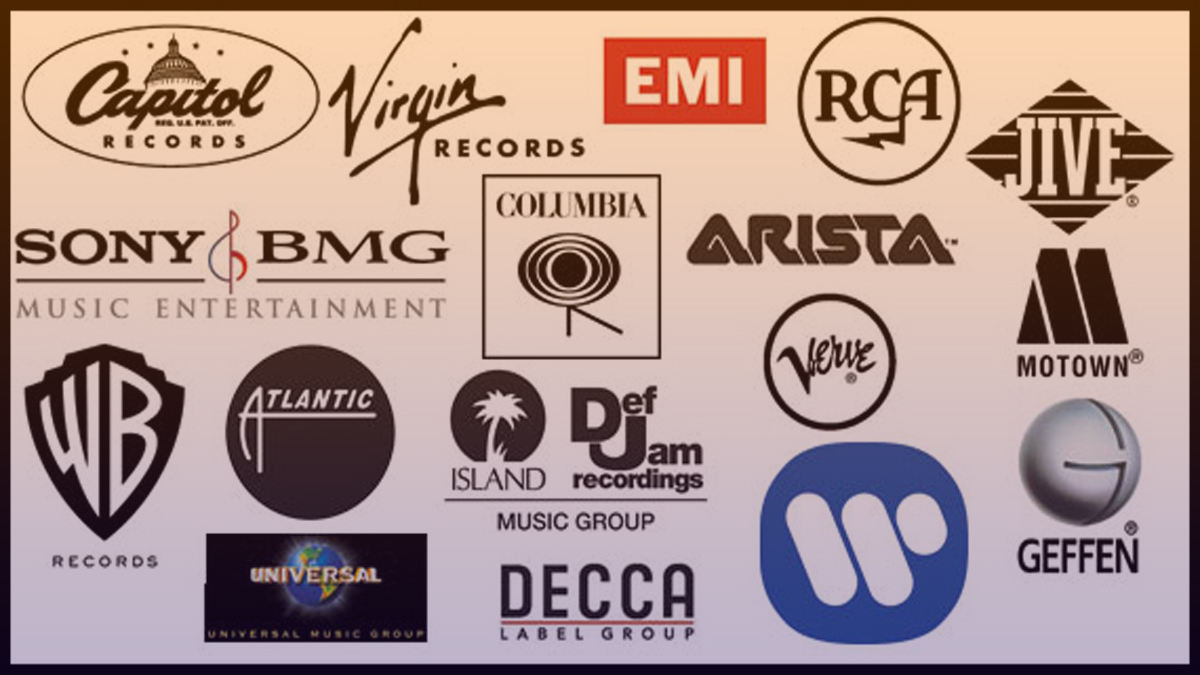 Capitol
REG. U.S. PAT. OFF.
RECORDS
Virgin
RECORDS
EMI
RCA
JIVE
®
SONY BMG
MUSIC ENTERTAINMENT
COLUMBIA
ARISTA™
MOTOWN®
Verve
®
WB
RECORDS
ATLANTIC
ISLAND
Def
Jam
recordings
MUSIC GROUP
G
®
GEFFEN
UNIVERSAL
UNIVERSAL MUSIC GROUP
DECCA
LABEL GROUP